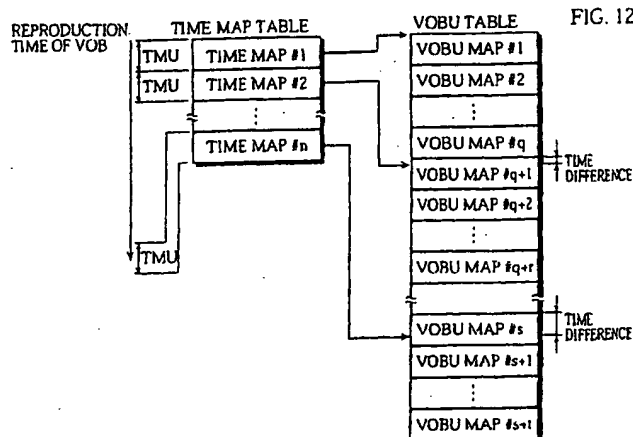 FIG. 12
REPRODUCTION
TIME OF VOB
TIME MAP TABLE
TMU
TIME MAP #1
TMU
TIME MAP #2
⋮
TIME MAP #n
TMU
VOBU TABLE
VOBU MAP #1
VOBU MAP #2
⋮
VOBU MAP #q
VOBU MAP #q+1
VOBU MAP #q+2
⋮
VOBU MAP #q+r
VOBU MAP #s
VOBU MAP #s+1
⋮
VOBU MAP #s+t
TIME
DIFFERENCE
TIME
DIFFERENCE